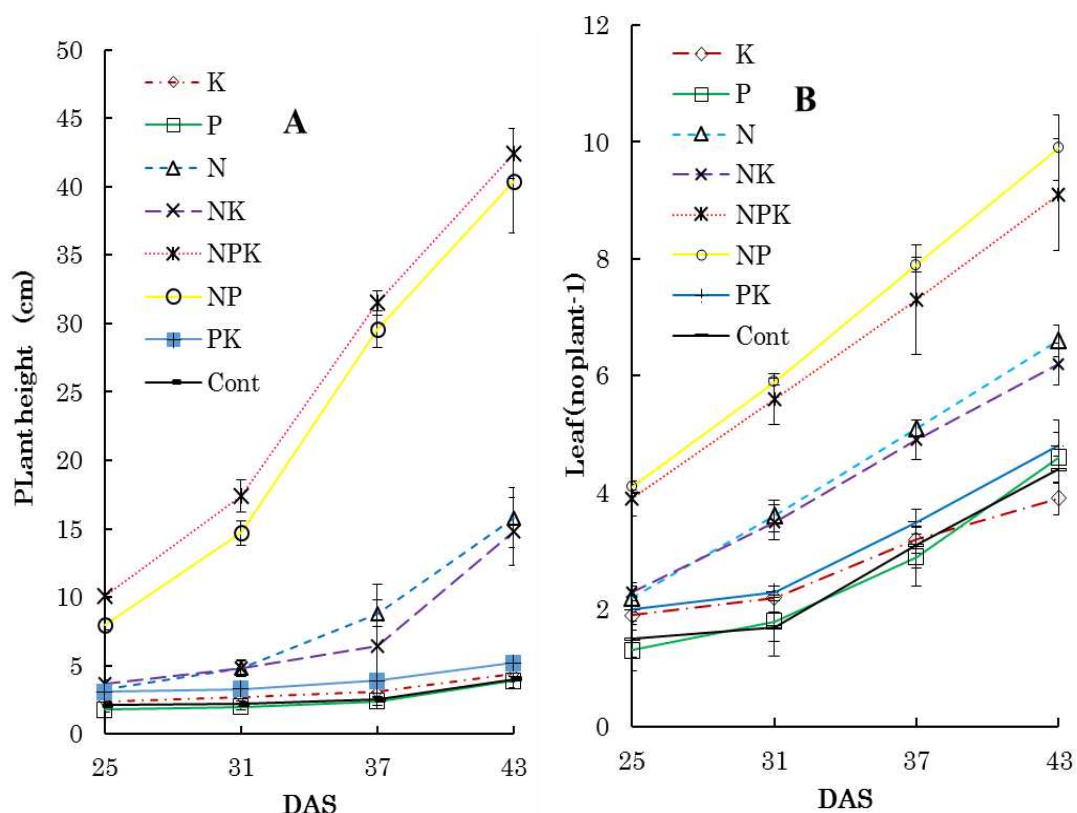 A
PLant height (cm)
50
45
40
35
30
25
20
15
10
5
0
K
P
N
NK
NPK
NP
PK
Cont
25 31 37 43
DAS
B
Leaf (no plant-1)
12
10
8
6
4
2
0
K
P
N
NK
NPK
NP
PK
Cont
25 31 37 43
DAS